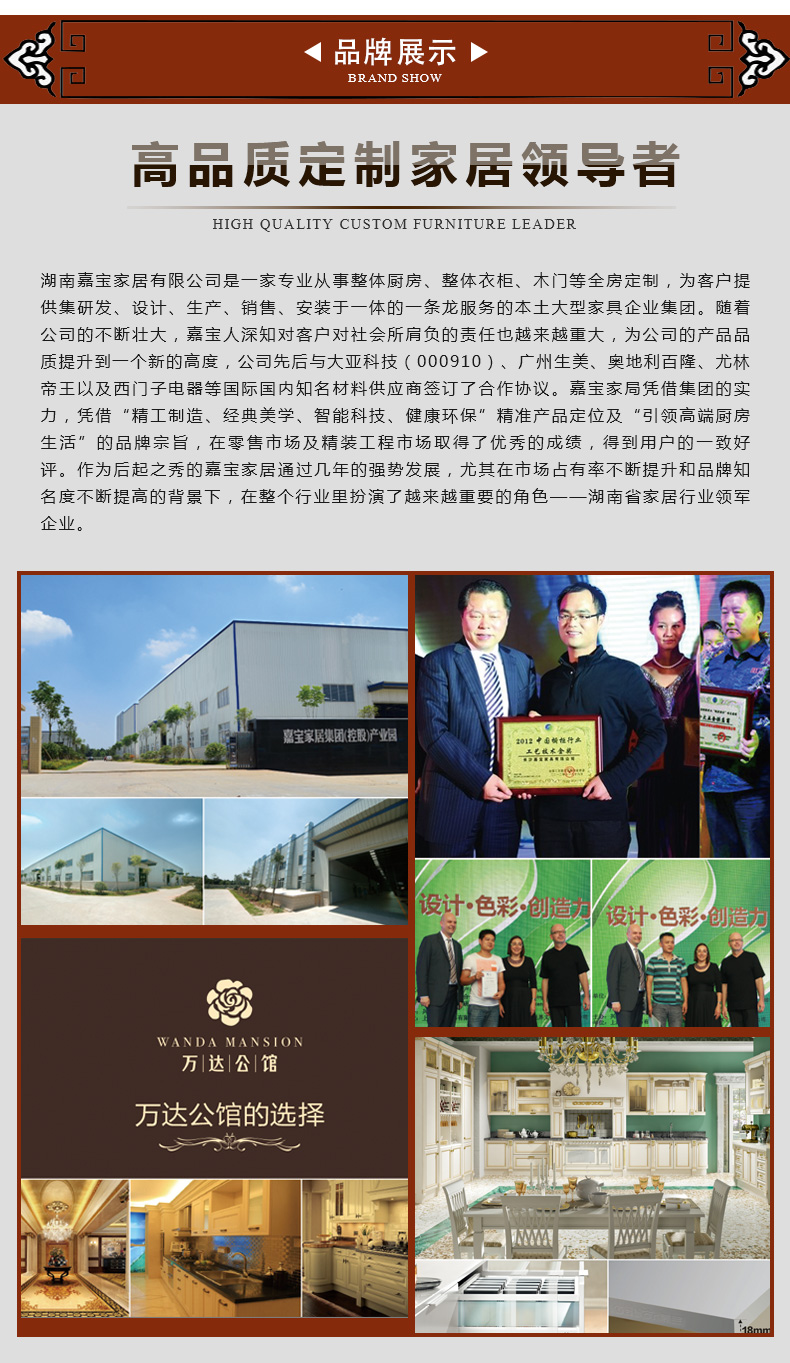 品牌展示
BRAND SHOW
高品质定制家居领导者
HIGH QUALITY CUSTOM FURNITURE LEADER
湖南嘉宝家居有限公司是一家专业从事整体厨房、整体衣柜、木门等全房定制，为客户提
供集研发、设计、生产、销售、安装于一体的一条龙服务的本土大型家具企业集团。随着
公司的不断壮大，嘉宝人深知对客户对社会所肩负的责任也越来越重大，为公司的产品品
质提升到一个新的高度，公司先后与大亚科技（000910）、广州生美、奥地利百隆、尤林
帝王以及西门子电器等国际国内知名材料供应商签订了合作协议。嘉宝家局凭借集团的实
力，凭借“精工制造、经典美学、智能科技、健康环保”精准产品定位及“引领高端厨房
生活”的品牌宗旨，在零售市场及精装工程市场取得了优秀的成绩，得到用户的一致好
评。作为后起之秀的嘉宝家居通过几年的强势发展，尤其在市场占有率不断提升和品牌知
名度不断提高的背景下，在整个行业里扮演了越来越重要的角色——湖南省家居行业领军
企业。
嘉宝家居集团(控股)产业园
2012中国橱柜行业
工艺技术金奖
设计·色彩·创造力
设计·色彩·创造力
WANDA MANSION
万达公馆
万达公馆的选择
18mm